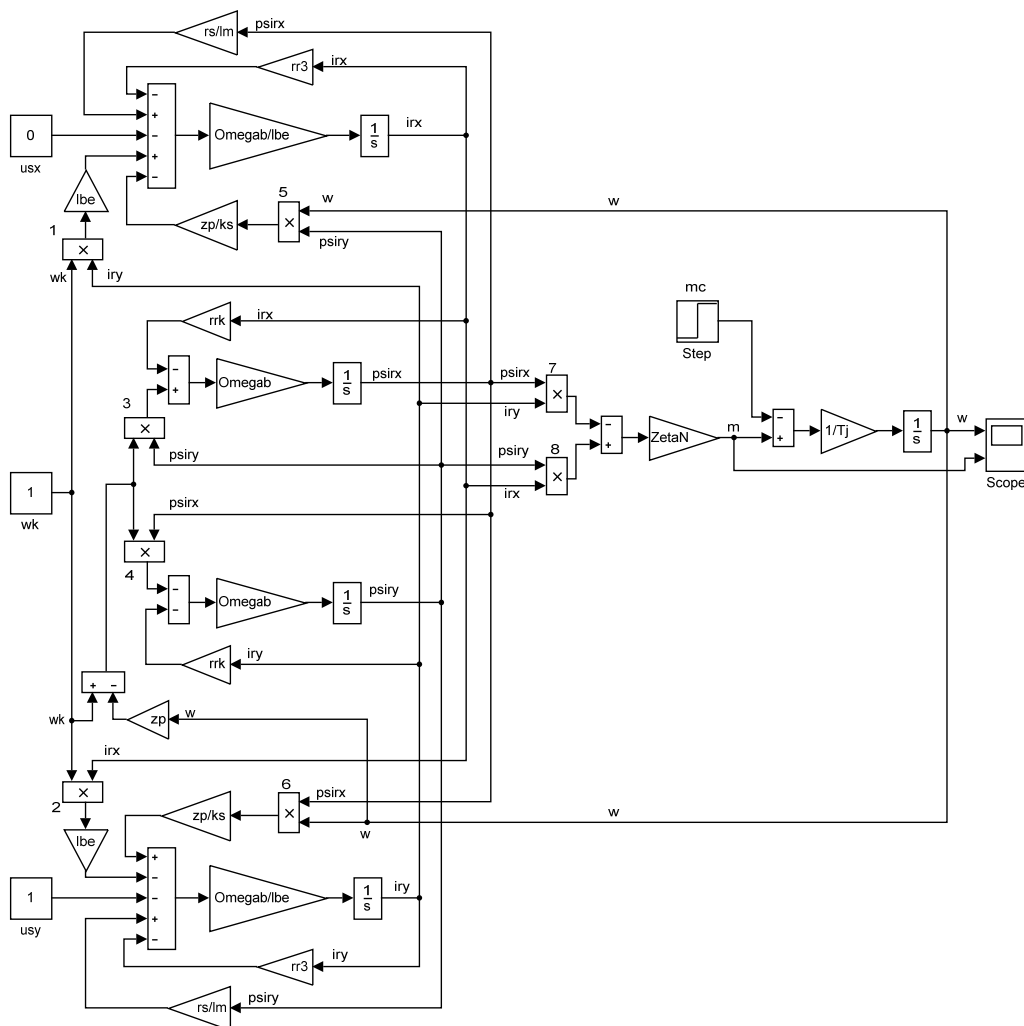 rs/lm psirx
rr3 irx
−
+
0 − Omegab/lbe 1/s irx
usx
+
−
lbe
zp/ks 5 × w w
psiry
1 ×
wk iry
mc
rrk irx
Step
− Omegab 1/s psirx psirx 7 ×
+
iry
3 ×
− ZetaN m − 1/Tj 1/s w
+ +
psiry psiry 8 ×
irx
Scope
1
wk
psirx
× 4
− Omegab 1/s psiry
−
rrk iry
+ −
wk zp w
irx
× 2
6 × psirx
zp/ks
w w
lbe
+
−
1 − Omegab/lbe 1/s iry
usy
+
−
rr3 iry
rs/lm psiry